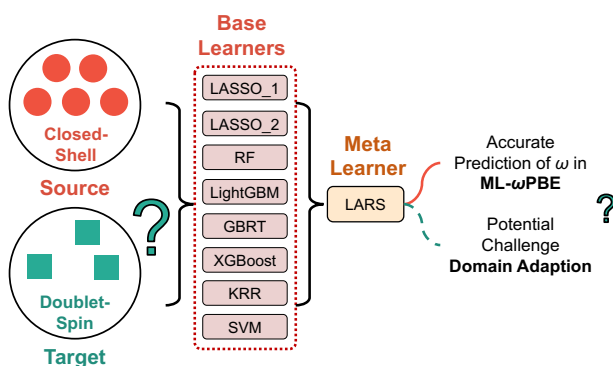 Base
Learners
Closed-
Shell
Source
?
Doublet-
Spin
Target
LASSO_1
LASSO_2
RF
LightGBM
GBRT
XGBoost
KRR
SVM
Meta
Learner
LARS
Accurate
Prediction of ω in
ML-ωPBE
Potential
Challenge
Domain Adaption
?